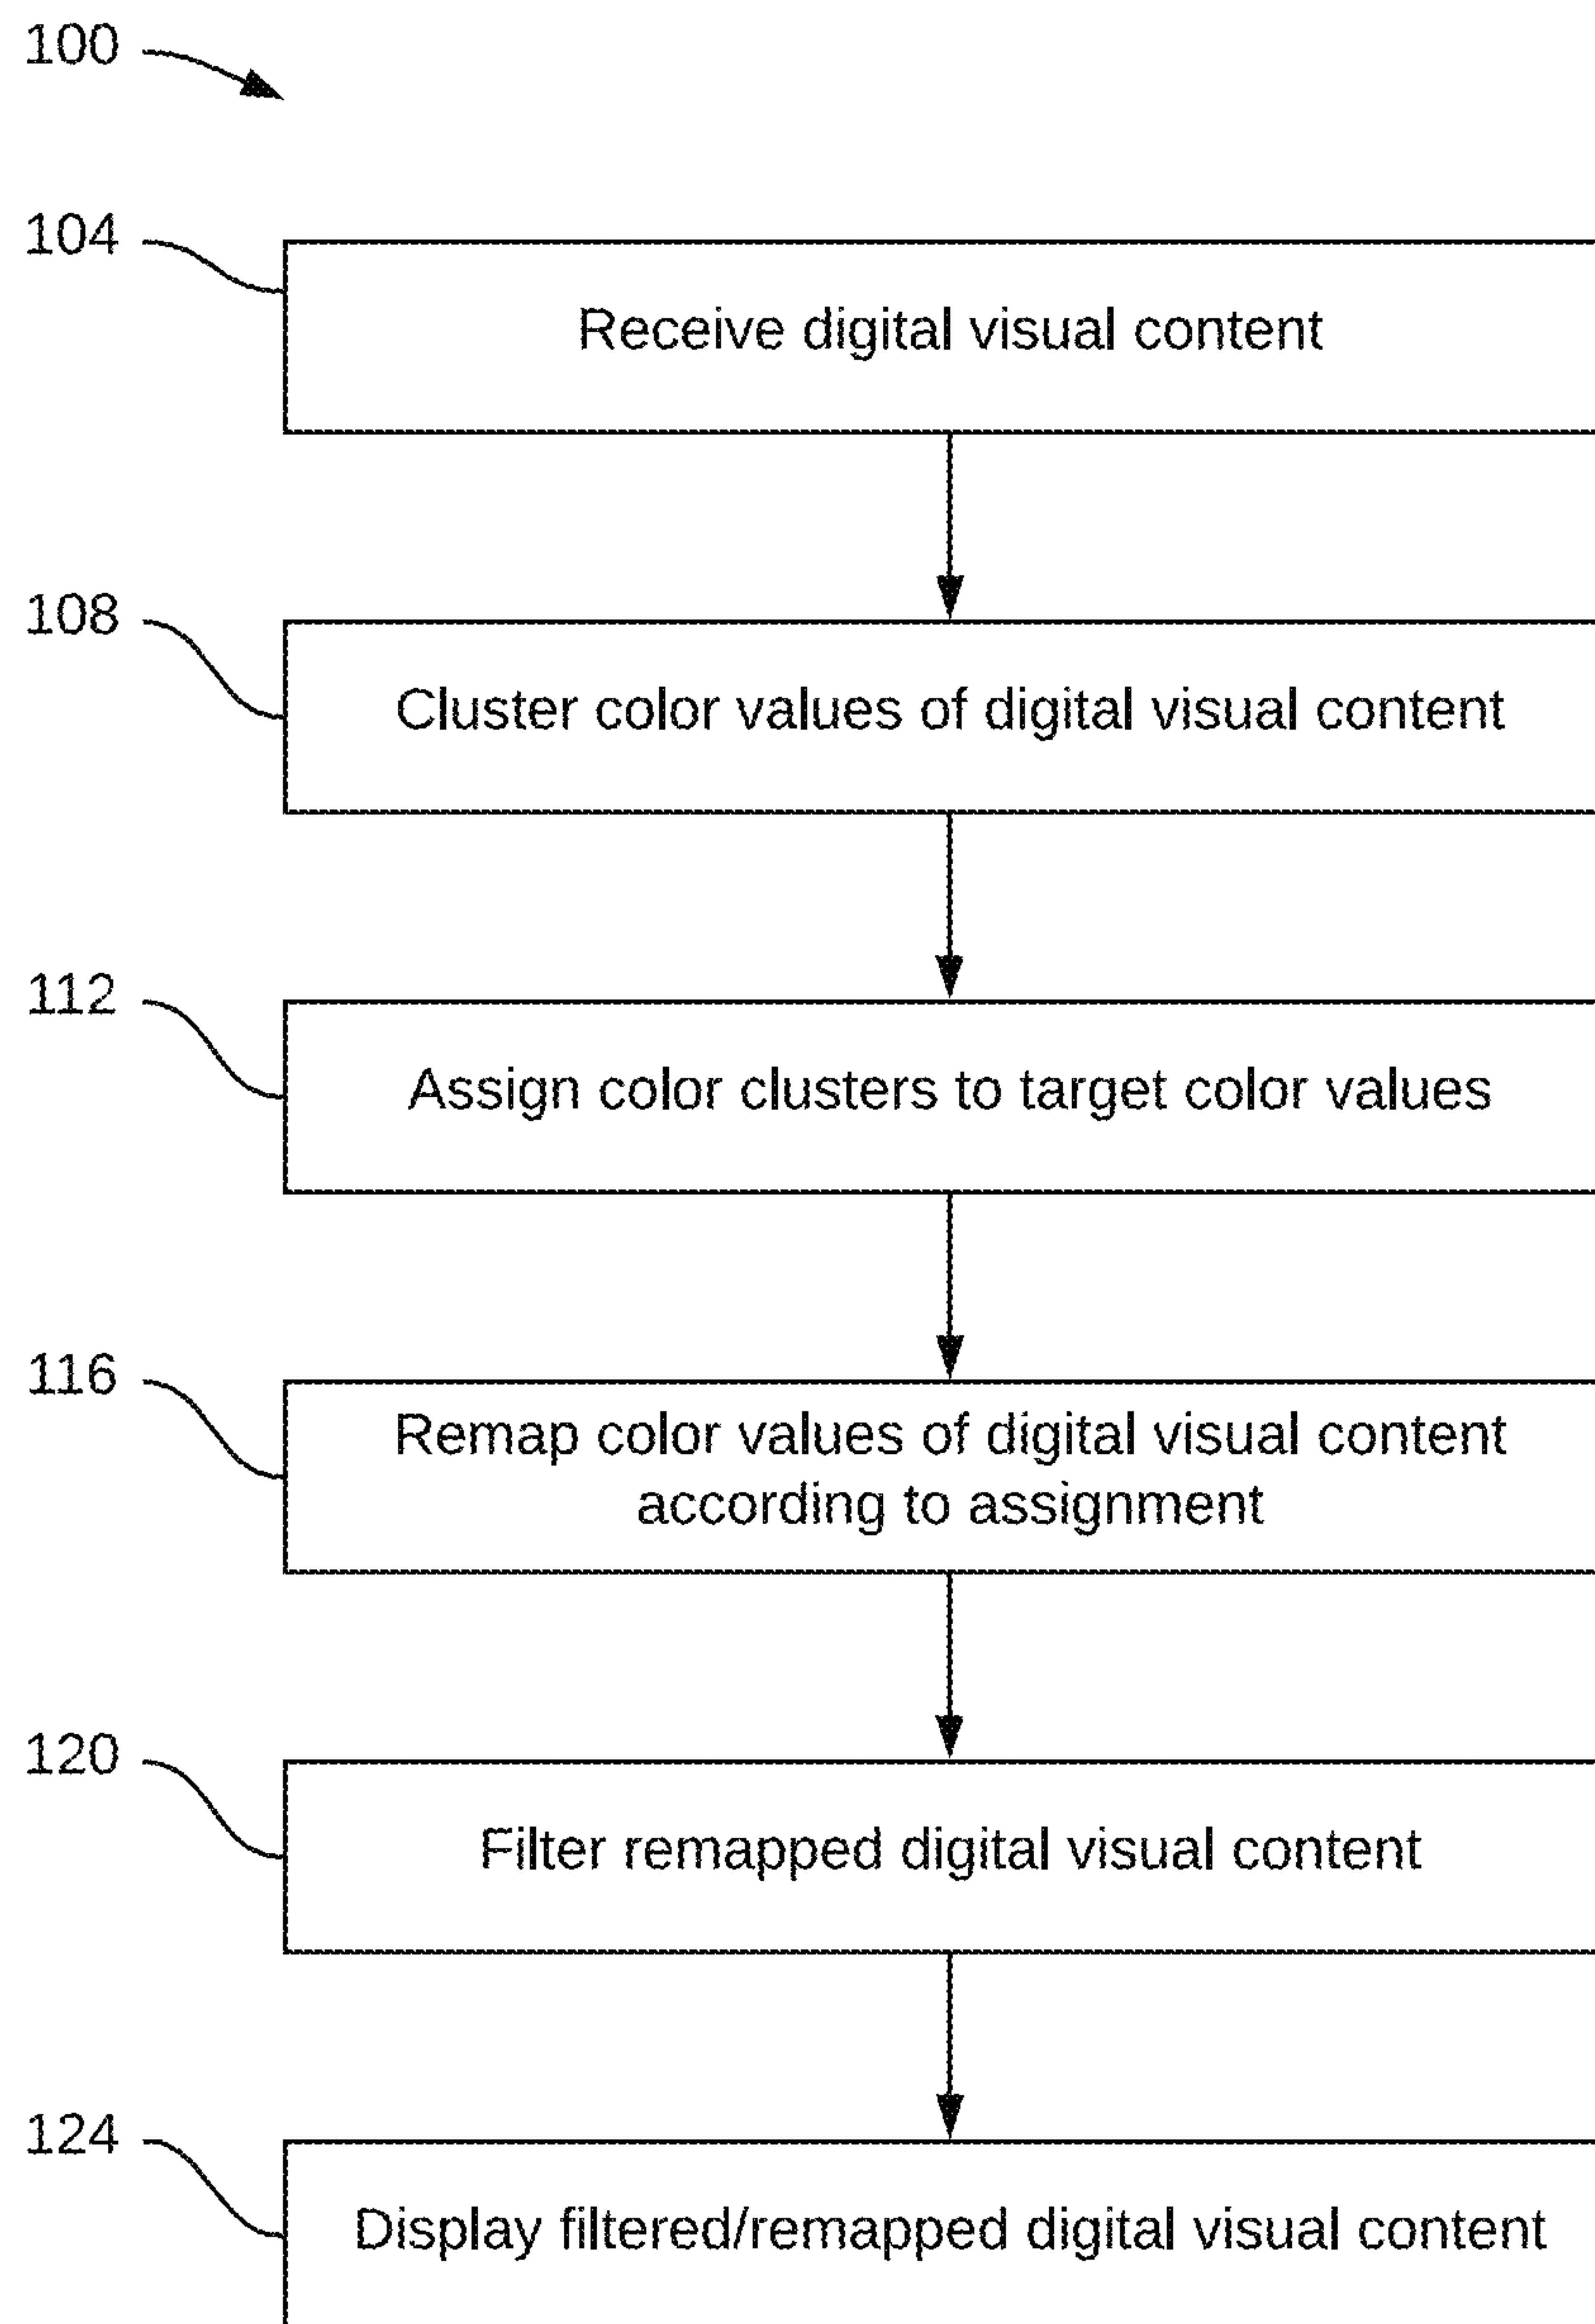 100
104
Receive digital visual content
108
Cluster color values of digital visual content
112
Assign color clusters to target color values
116
Remap color values of digital visual content
according to assignment
120
Filter remapped digital visual content
124
Display filtered/remapped digital visual content